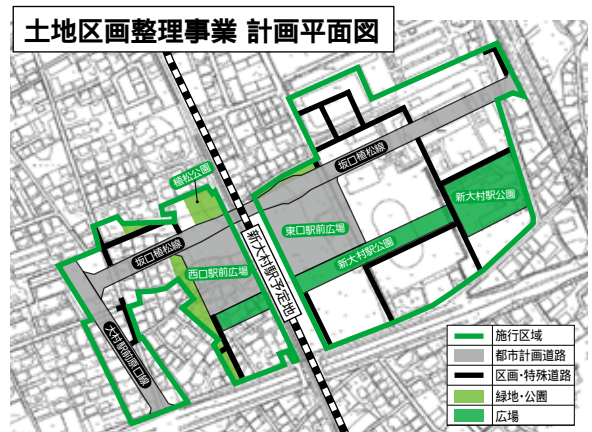 土地区画整理事業 計画平面図
坂口植松線
植松公園
新大村駅公園
東口駅前広場
坂口植松線
新大村駅公園
西口駅前広場
新大村駅予定地
大村駅前原口線
施行区域
都市計画道路
区画・特殊道路
緑地・公園
広場